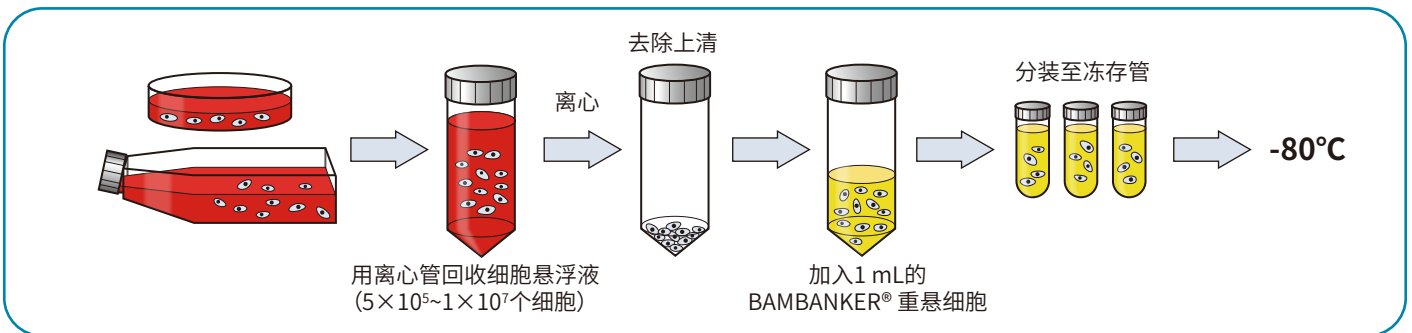 用离心管回收细胞悬浮液
（5×10⁵~1×10⁷个细胞）
离心
去除上清
加入1 mL的
BAMBANKER® 重悬细胞
分装至冻存管
-80℃